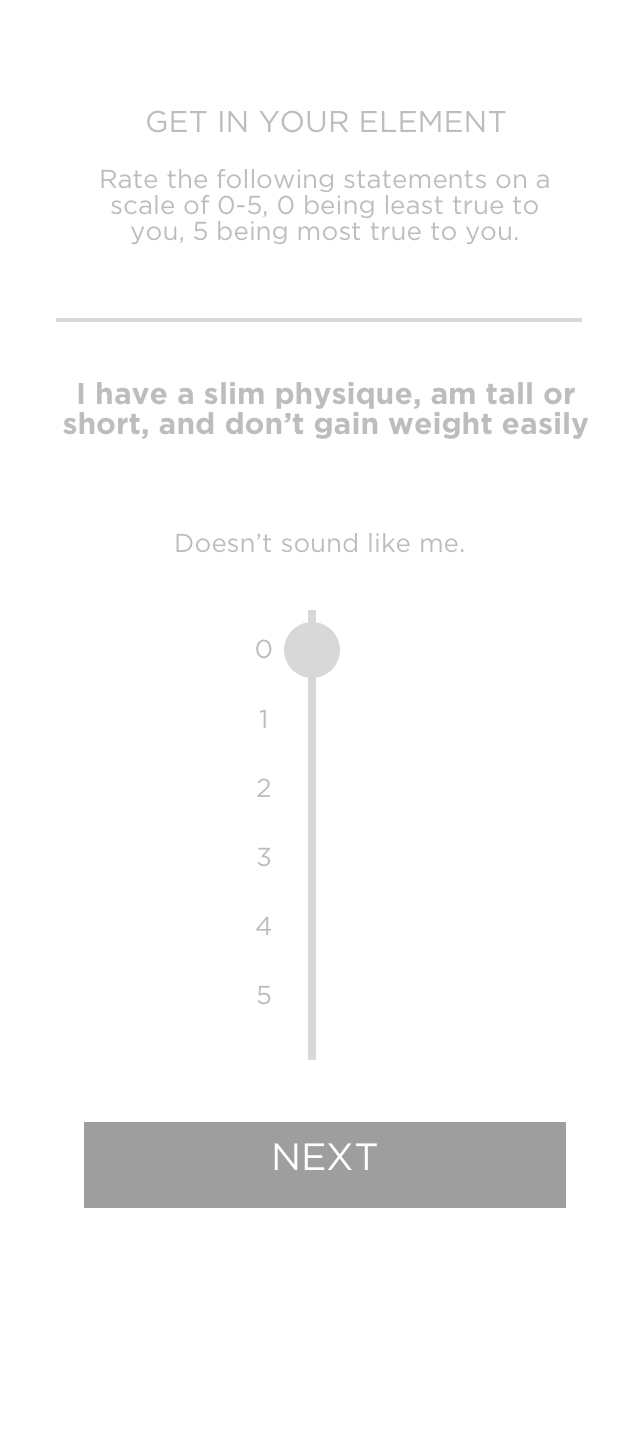 GET IN YOUR ELEMENT
Rate the following statements on a
scale of 0-5, 0 being least true to
you, 5 being most true to you.
I have a slim physique, am tall or
short, and don’t gain weight easily
Doesn’t sound like me.
0
1
2
3
4
5
NEXT